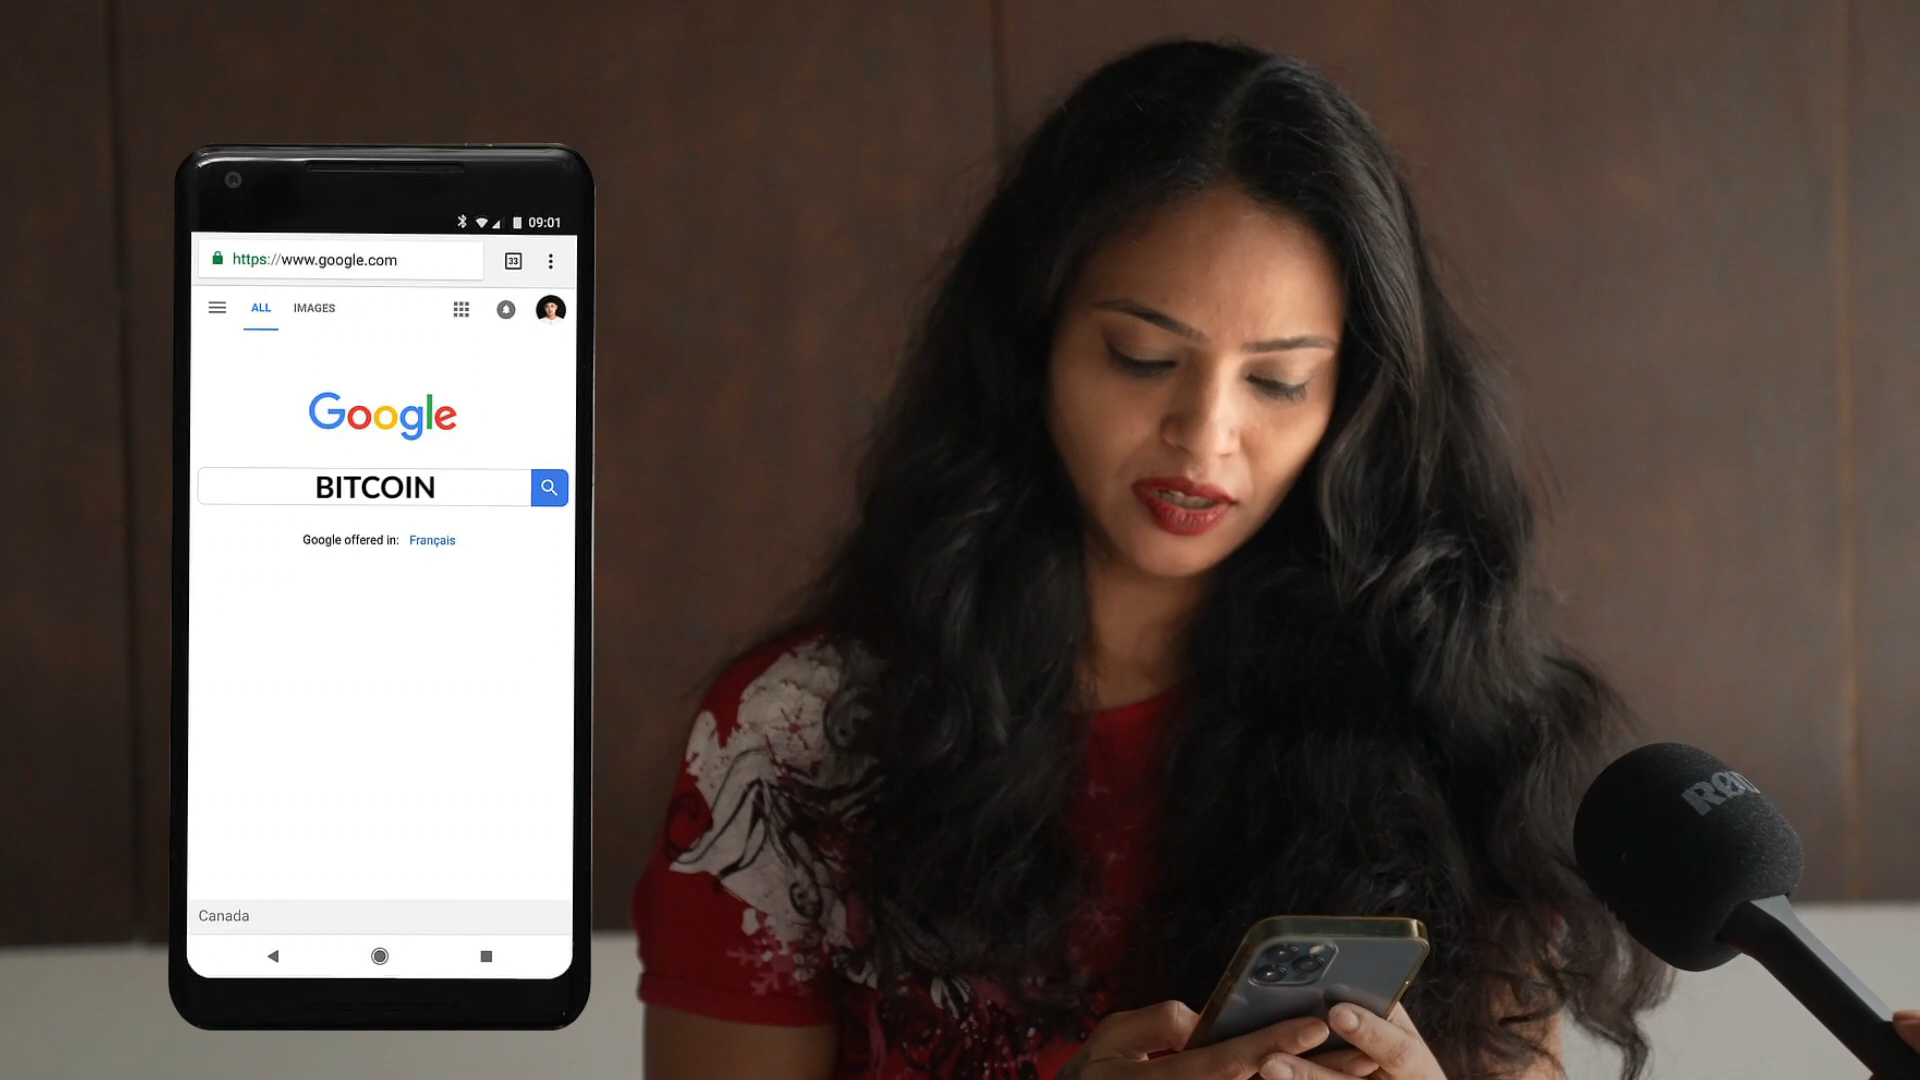 09:01
https://www.google.com
33
ALL IMAGES
Google
BITCOIN
Google offered in: Français
Canada